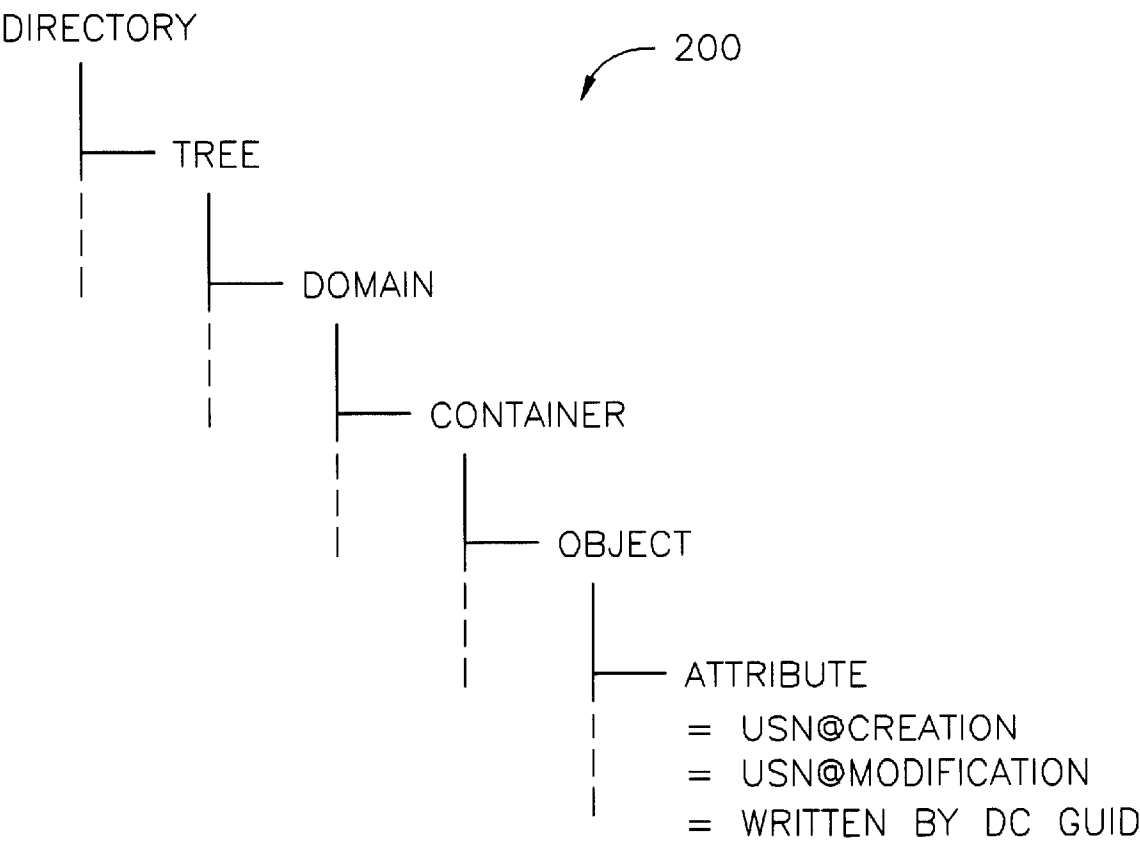 DIRECTORY
200
TREE
DOMAIN
CONTAINER
OBJECT
ATTRIBUTE
= USN@CREATION
= USN@MODIFICATION
= WRITTEN BY DC GUID